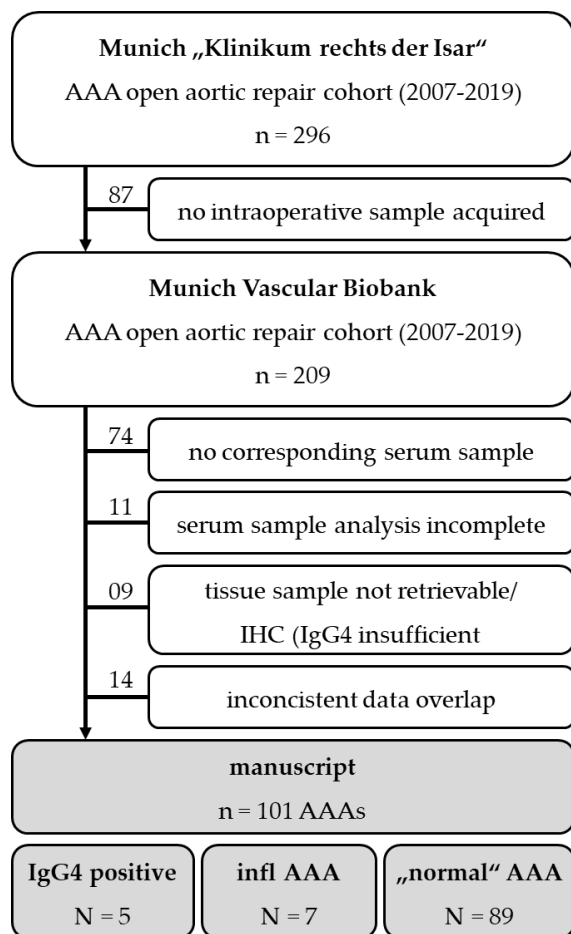 Munich „Klinikum rechts der Isar“
AAA open aortic repair cohort (2007-2019)
n = 296
87
no intraoperative sample acquired
Munich Vascular Biobank
AAA open aortic repair cohort (2007-2019)
n = 209
74
no corresponding serum sample
11
serum sample analysis incomplete
09
tissue sample not retrievable/
IHC (IgG4 insufficient
14
inconcistent data overlap
manuscript
n = 101 AAAs
IgG4 positive
N = 5
infl AAA
N = 7
„normal“ AAA
N = 89